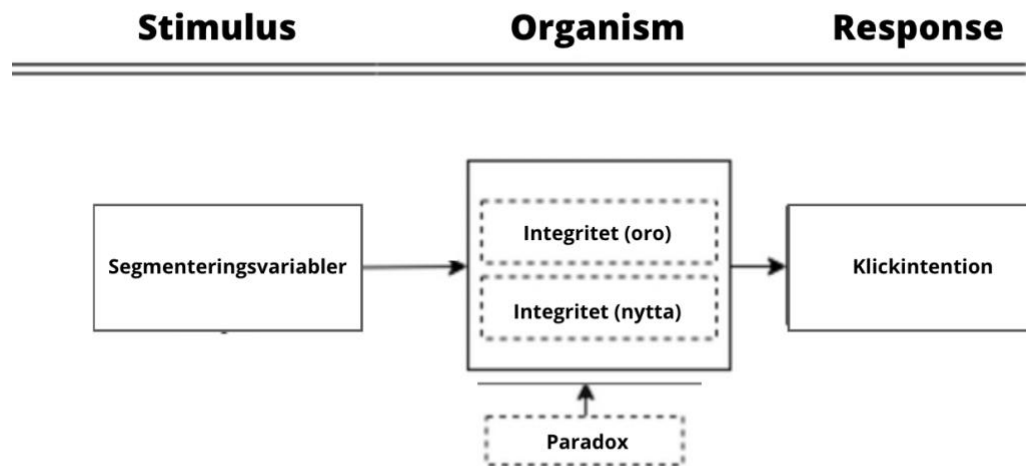 Stimulus Organism Response
Integritet (oro)
Segmenteringsvariabler
Klickintention
Integritet (nytta)
Paradox